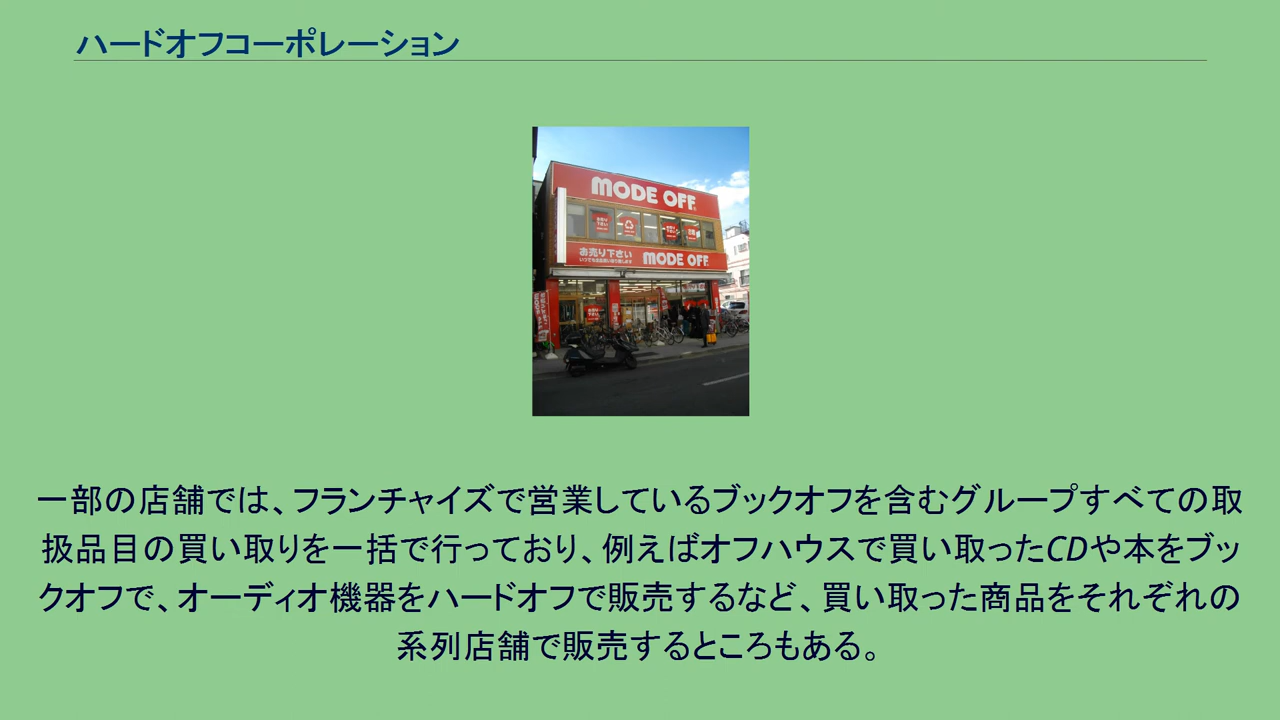 ハードオフコーポレーション
MODE OFF
お売り下さい
MODE OFF
一部の店舗では、フランチャイズで営業しているブックオフを含むグループすべての取
扱品目の買い取りを一括で行っており、例えばオフハウスで買い取ったCDや本をブッ
クオフで、オーディオ機器をハードオフで販売するなど、買い取った商品をそれぞれの
系列店舗で販売するところもある。